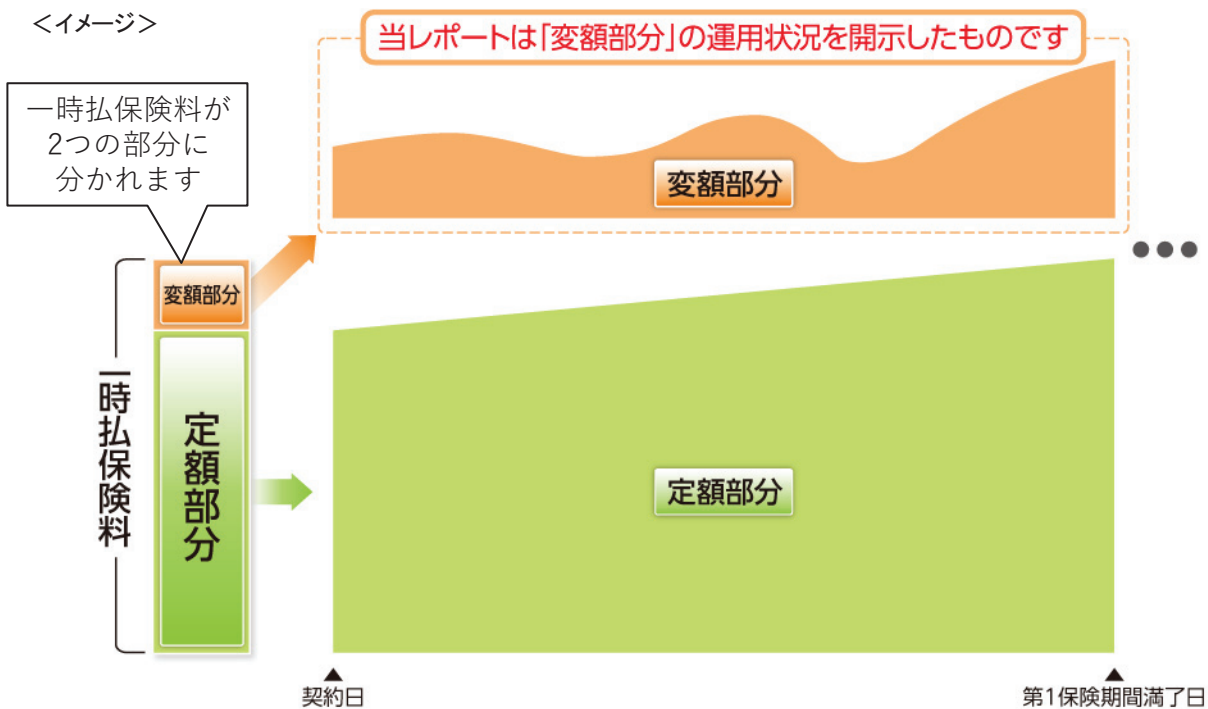 ＜イメージ＞
当レポートは「変額部分」の運用状況を開示したものです
一時払保険料が
2つの部分に
分かれます
変額部分
変額部分
一時払保険料
定額部分
定額部分
契約日
第1保険期間満了日